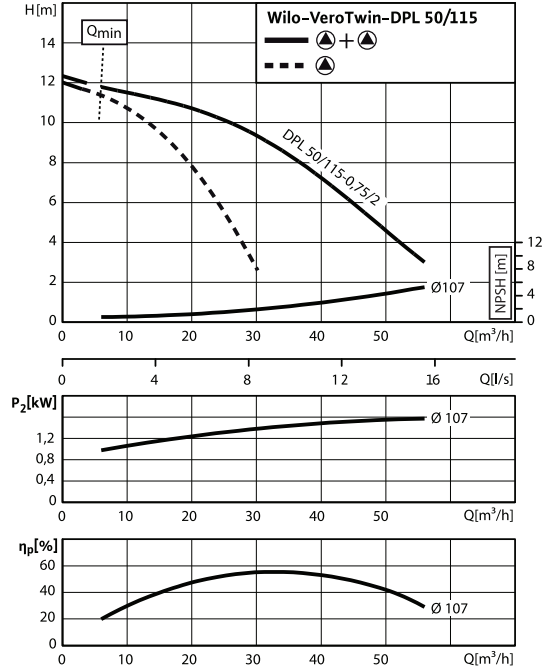 H[m]
Wilo-VeroTwin-DPL 50/115
Qmin
+
14
12
10
8
6
4
2
0
DPL 50/115-0,75/2
Ø107
NPSH [m]
12
8
4
0
0 10 20 30 40 50 Q[m³/h]
0 4 8 12 16 Q[l/s]
P₂[kW]
1,2
0,8
0,4
0
Ø 107
0 10 20 30 40 50 Q[m³/h]
ηp[%]
60
40
20
0
Ø 107
0 10 20 30 40 50 Q[m³/h]